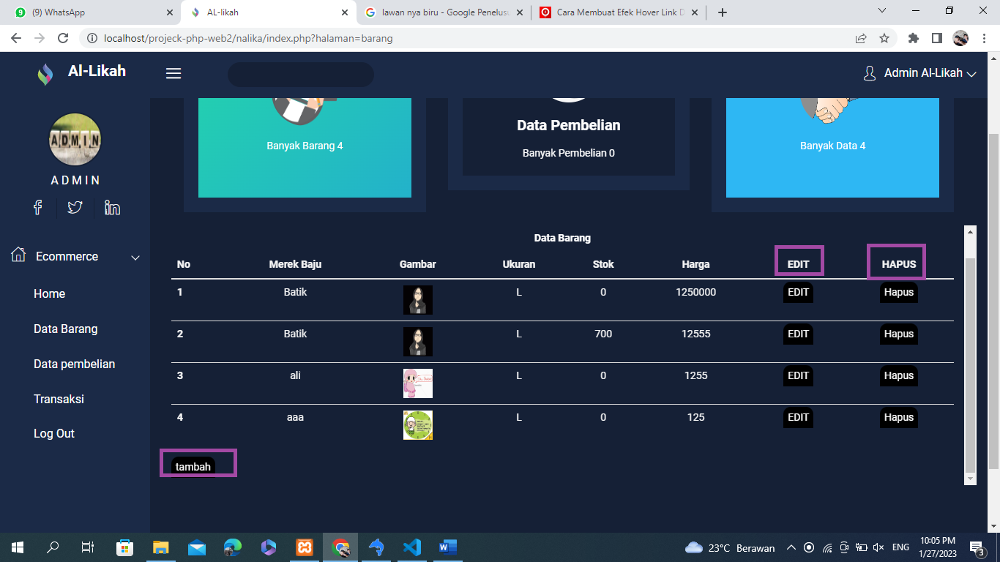 (9) WhatsApp
AL-likah
lawan nya biru - Google Penelusu
Cara Membuat Efek Hover Link D
localhost/projeck-php-web2/nalika/index.php?halaman=barang
Al-Likah
Admin Al-Likah
ADMIN
A D M I N
Ecommerce
Home
Data Barang
Data pembelian
Transaksi
Log Out
Banyak Barang 4
Data Pembelian
Banyak Pembelian 0
Banyak Data 4
Data Barang
No Merek Baju Gambar Ukuran Stok Harga EDIT HAPUS
1 Batik L 0 1250000 EDIT Hapus
2 Batik L 700 12555 EDIT Hapus
3 ali L 0 1255 EDIT Hapus
4 aaa L 0 125 EDIT Hapus
tambah
23°C Berawan
ENG
10:05 PM
1/27/2023
3